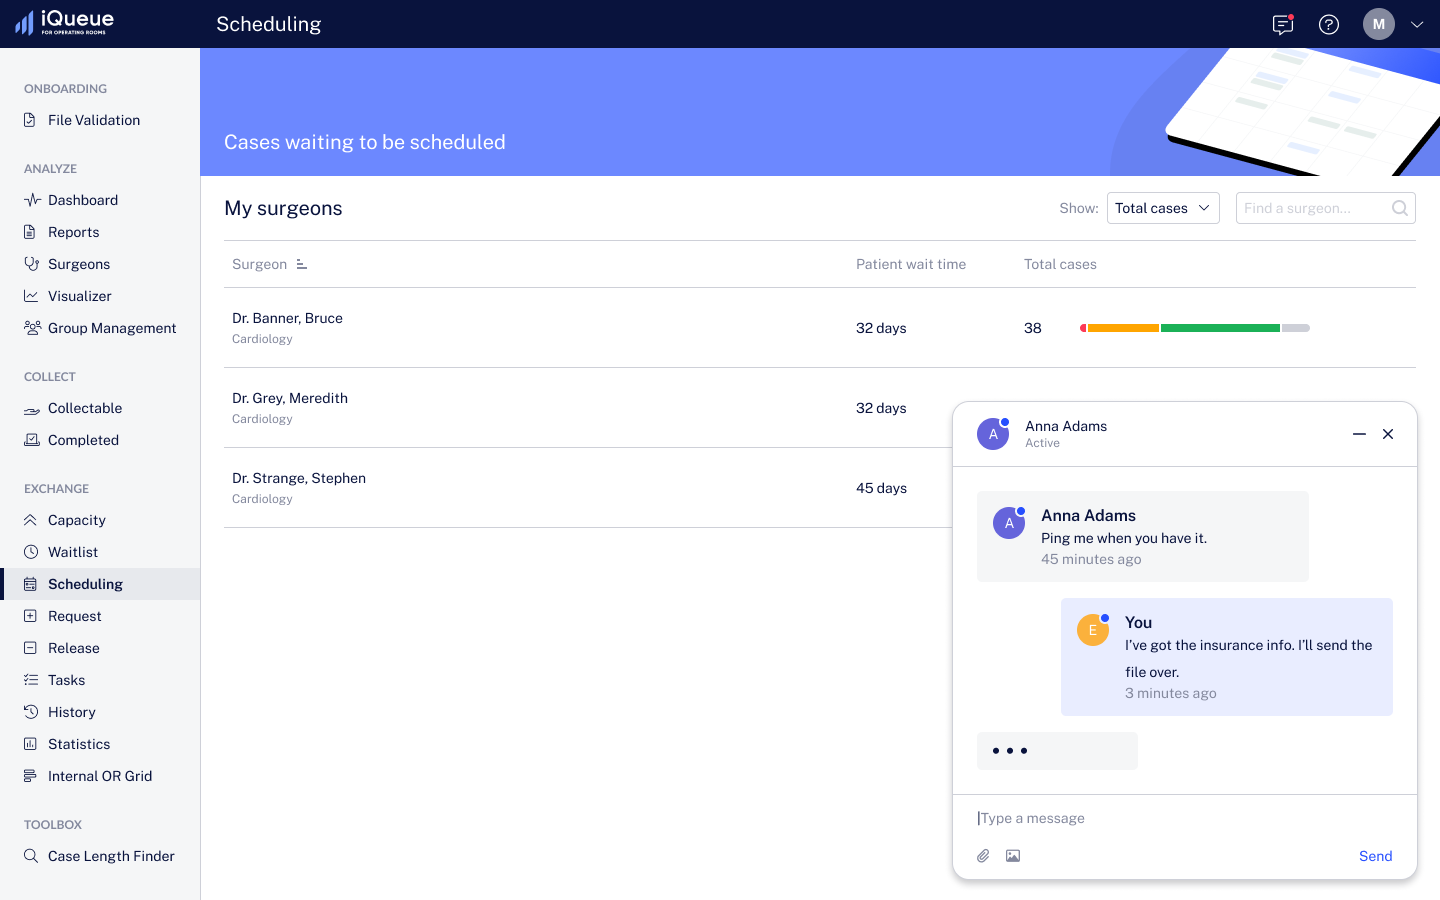 iQueue
FOR OPERATING ROOMS
Scheduling
M
ONBOARDING
File Validation
ANALYZE
Dashboard
Reports
Surgeons
Visualizer
Group Management
COLLECT
Collectable
Completed
EXCHANGE
Capacity
Waitlist
Scheduling
Request
Release
Tasks
History
Statistics
Internal OR Grid
TOOLBOX
Case Length Finder
Cases waiting to be scheduled
My surgeons
Show: Total cases
Find a surgeon...
Surgeon Patient wait time Total cases
Dr. Banner, Bruce
Cardiology
32 days 38
Dr. Grey, Meredith
Cardiology
32 days
Dr. Strange, Stephen
Cardiology
45 days
A
Anna Adams
Active
A
Anna Adams
Ping me when you have it.
45 minutes ago
E
You
I've got the insurance info. I'll send the
file over.
3 minutes ago
Type a message
Send